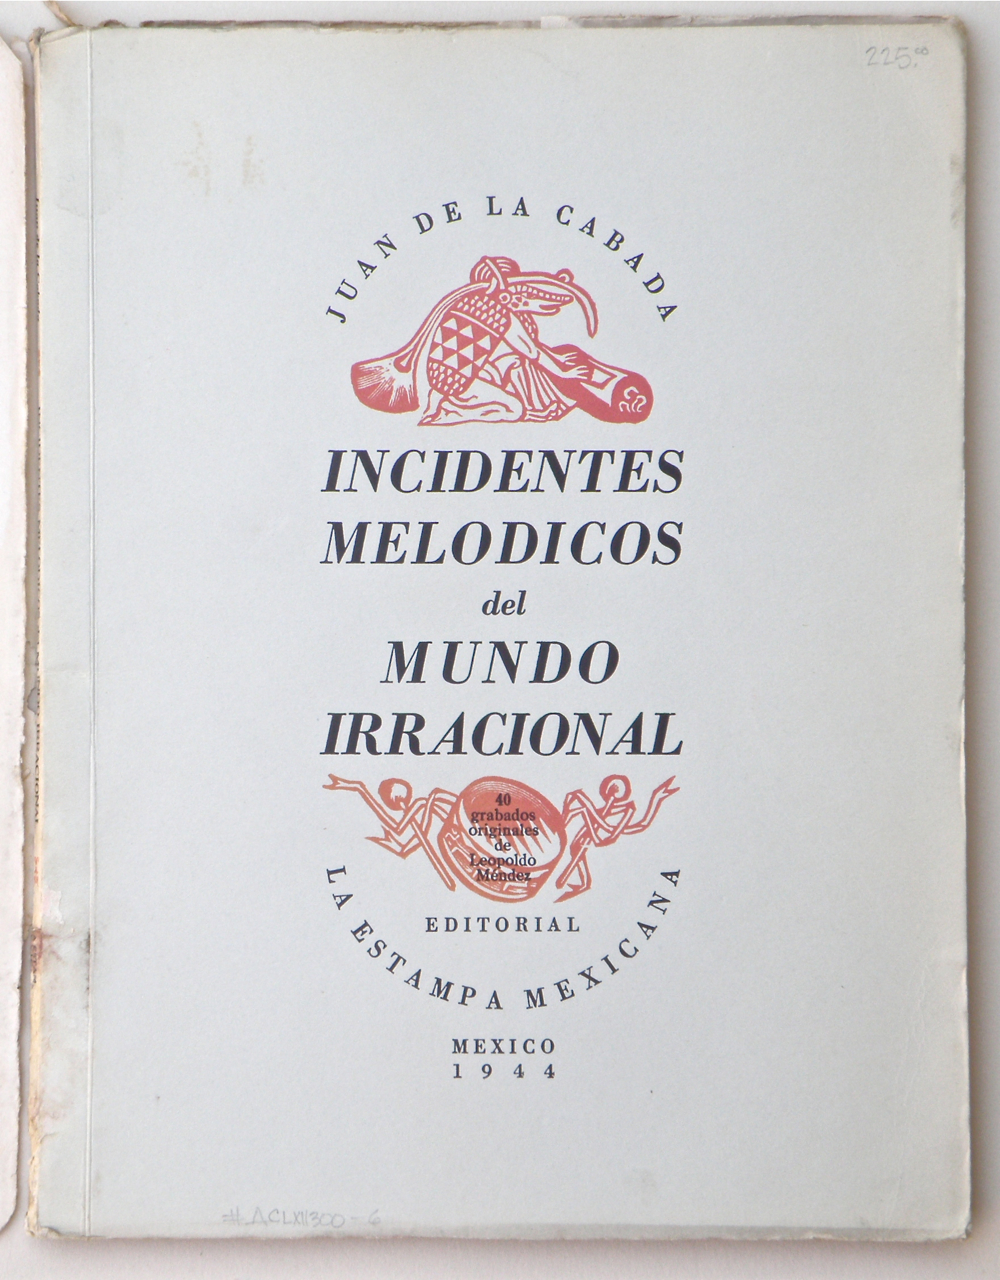 225.00
JUAN DE LA CABADA
INCIDENTES
MELODICOS
del
MUNDO
IRRACIONAL
40
grabados
originales
de
Leopoldo
Méndez
EDITORIAL
LA ESTAMPA MEXICANA
MEXICO
1944